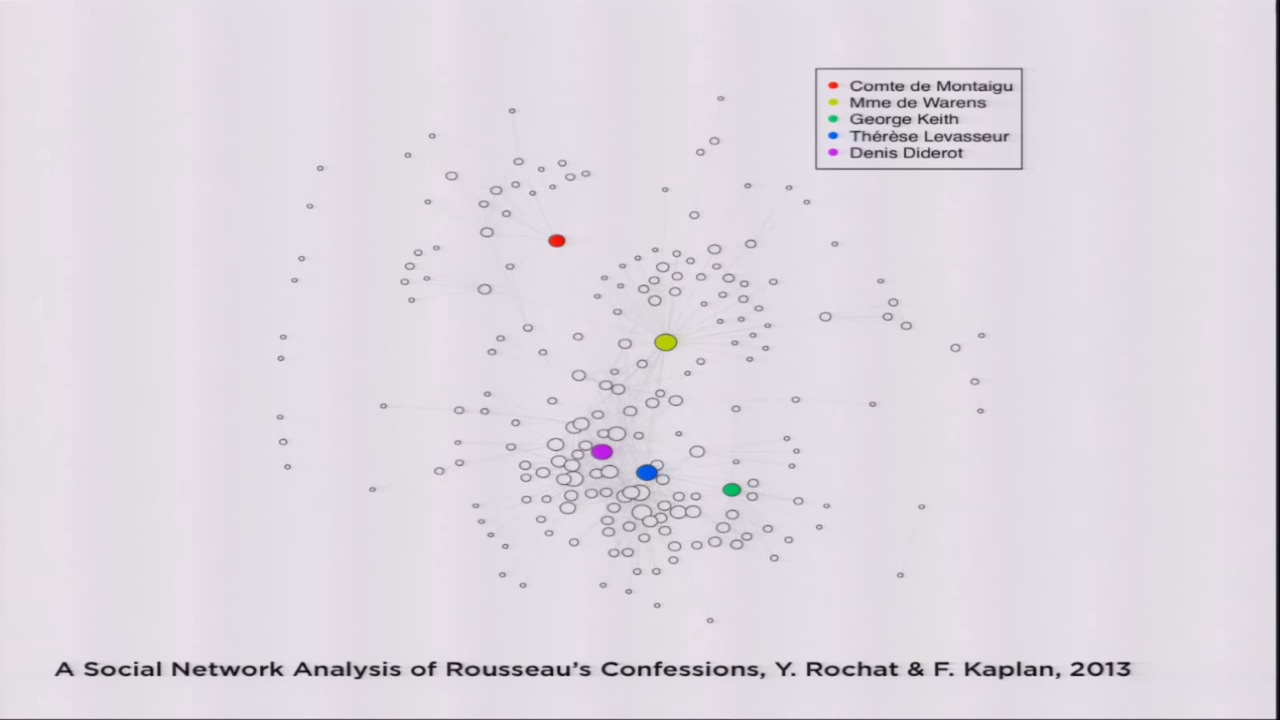 Comte de Montaigu
Mme de Warens
George Keith
Thérèse Levasseur
Denis Diderot
A Social Network Analysis of Rousseau's Confessions, Y. Rochat & F. Kaplan, 2013